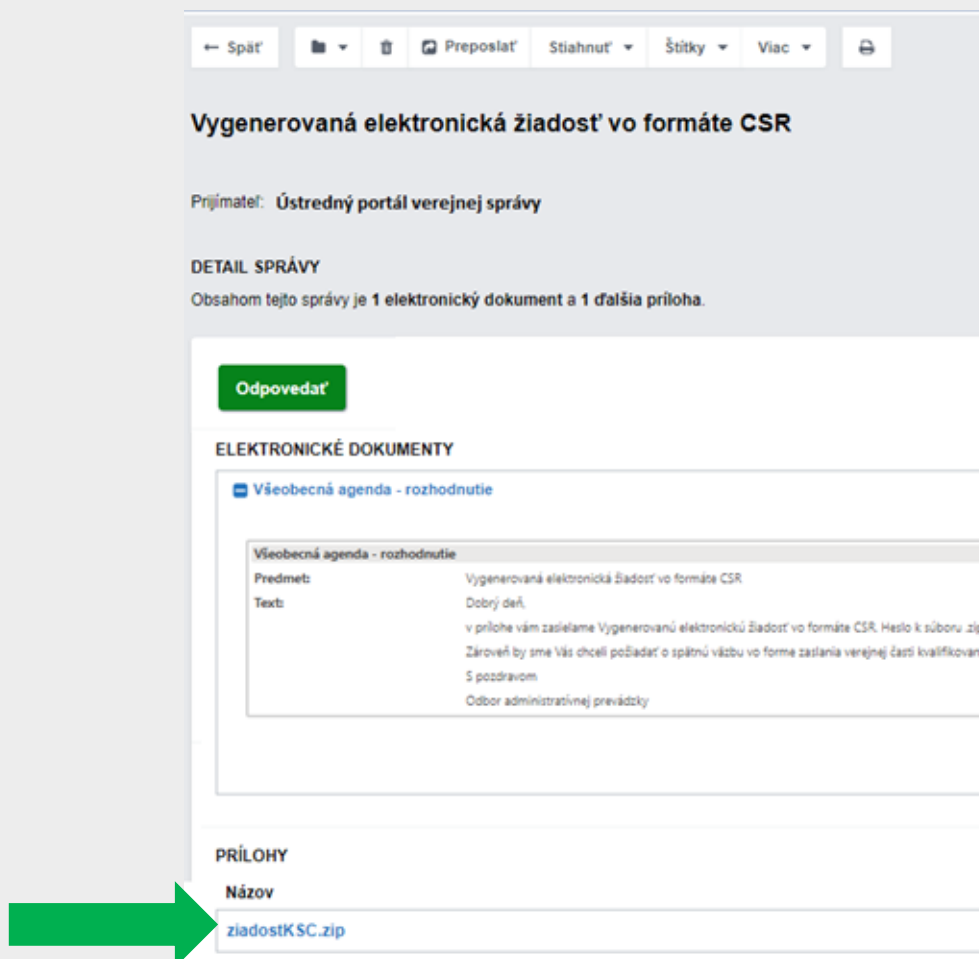 ← Späť Preposlať Stiahnuť Štítky Viac
Vygenerovaná elektronická žiadosť vo formáte CSR
Prijímateľ: Ústredný portál verejnej správy
DETAIL SPRÁVY
Obsahom tejto správy je 1 elektronický dokument a 1 ďalšia príloha.
Odpovedať
ELEKTRONICKÉ DOKUMENTY
Všeobecná agenda - rozhodnutie
Všeobecná agenda - rozhodnutie
Predmet: Vygenerovaná elektronická žiadosť vo formáte CSR
Text: Dobrý deň,
v prílohe vám zasielame Vygenerovanú elektronickú žiadosť vo formáte CSR. Heslo k súboru .zip
Zároveň by sme Vás chceli požiadať o spätnú väzbu vo forme zaslania verejnej časti kvalifikovan
S pozdravom
Odbor administratívnej prevádzky
PRÍLOHY
Názov
ziadostKSC.zip